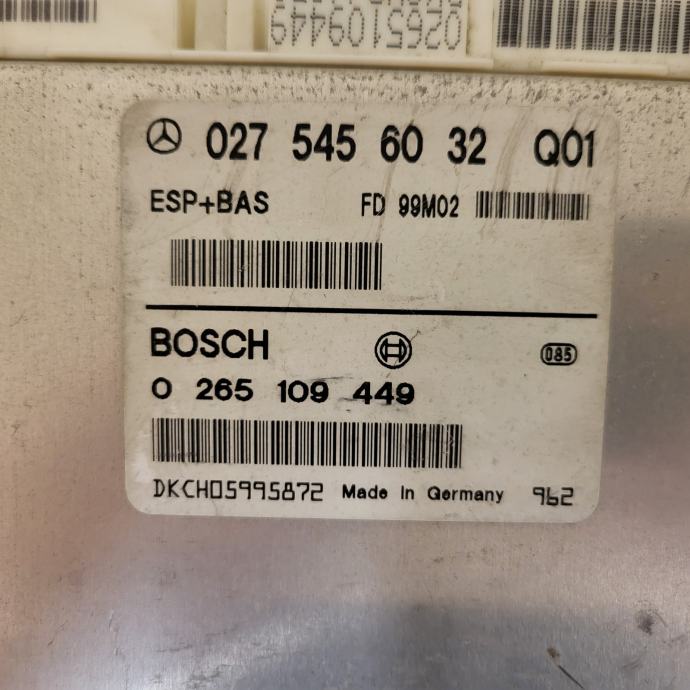 0265109449
027 545 60 32 Q01
ESP+BAS FD 99M02
BOSCH 085
0 265 109 449
DKCH05995872 Made In Germany 962